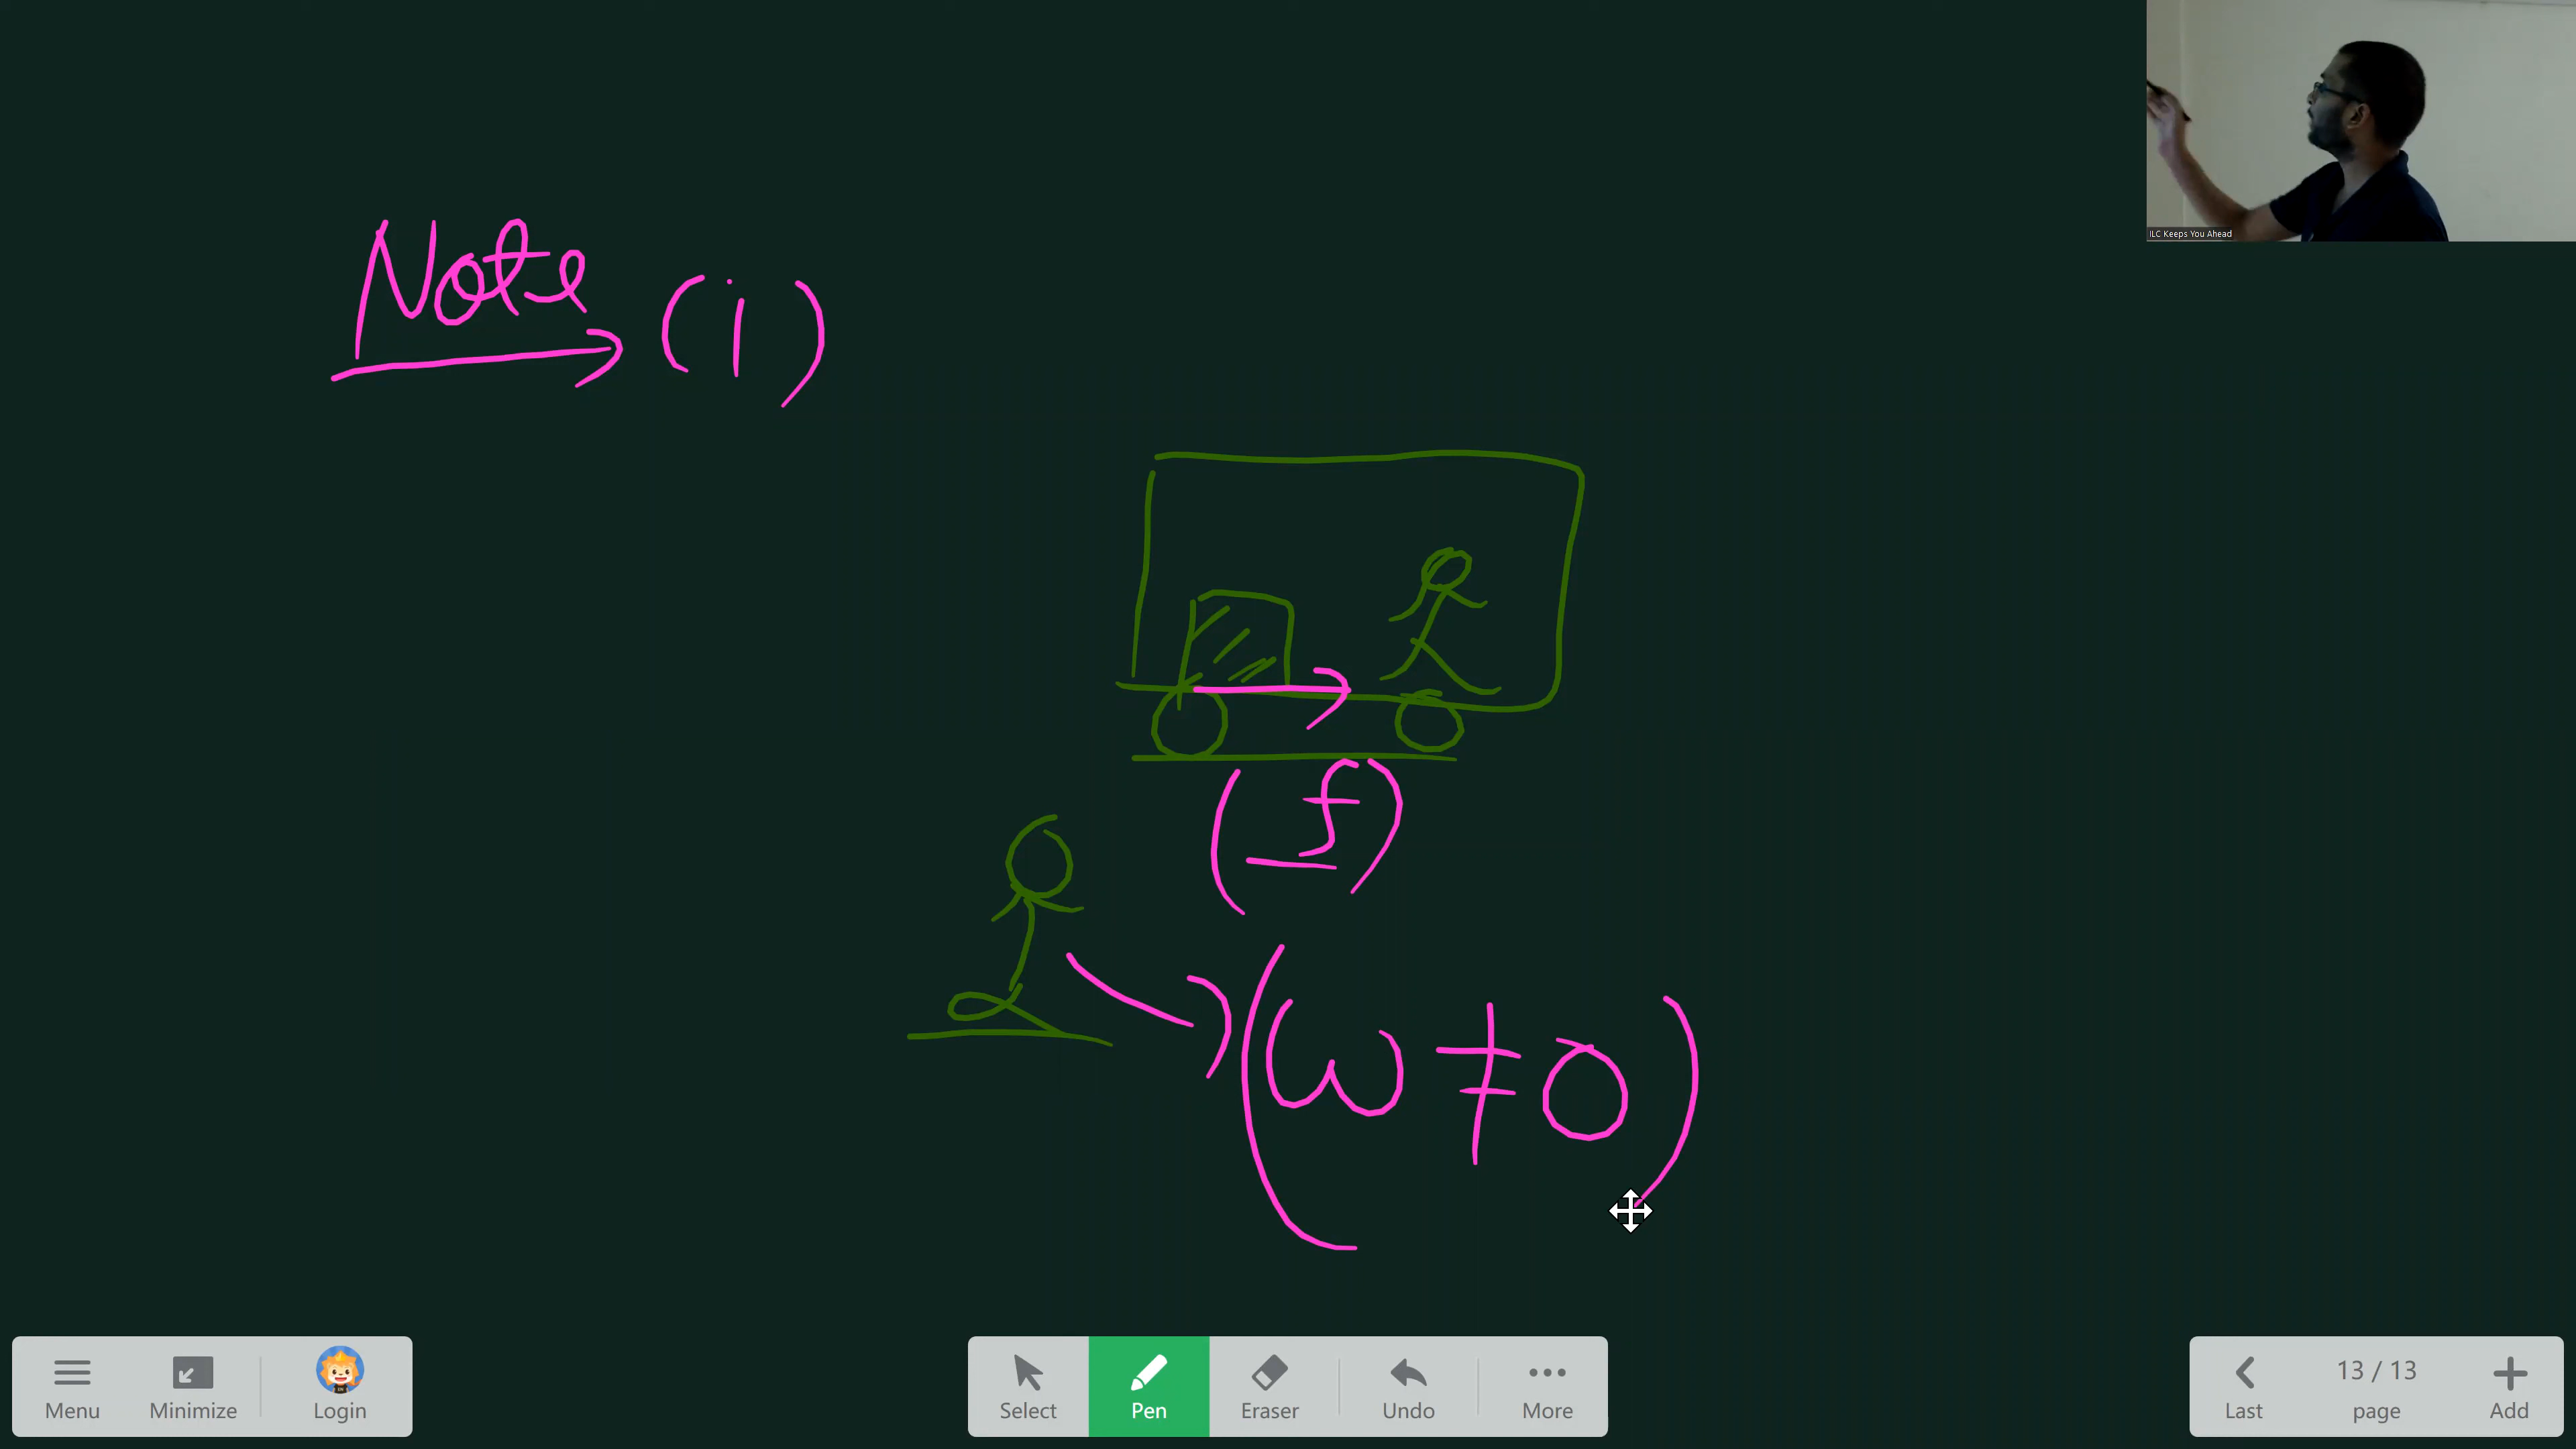 ILC Keeps You Ahead
Note (i)
(f)
(ω ≠ 0)
Menu
Minimize
Login
Select
Pen
Eraser
Undo
More
Last
13 / 13
page
Add